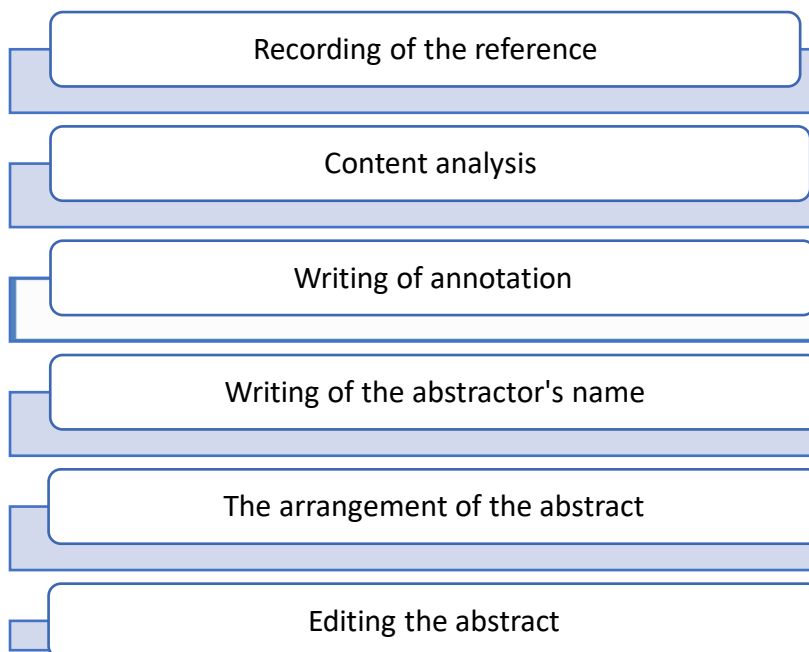 Recording of the reference
Content analysis
Writing of annotation
Writing of the abstractor's name
The arrangement of the abstract
Editing the abstract